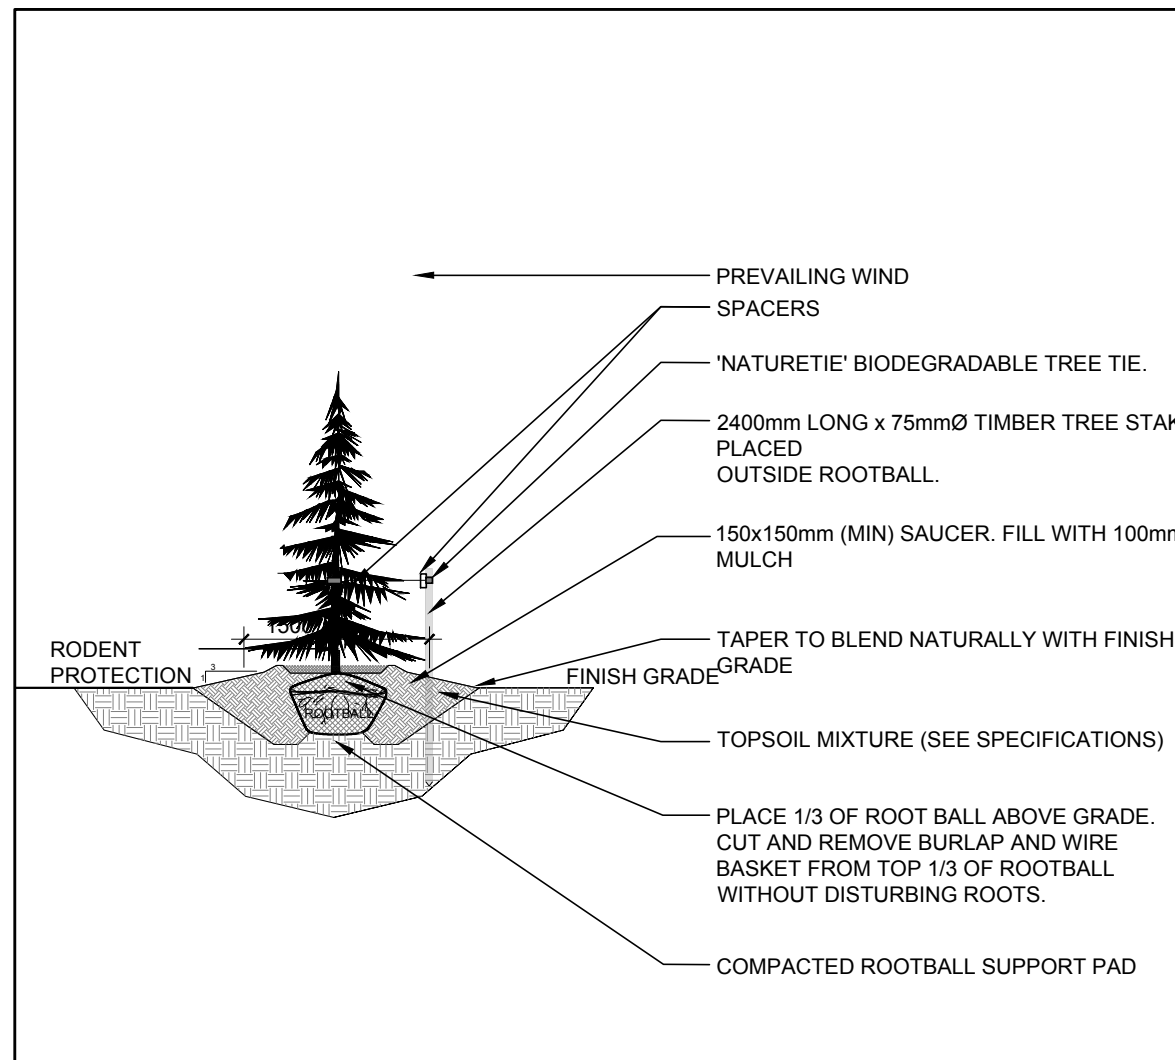 PREVAILING WIND
SPACERS
'NATURETIE' BIODEGRADABLE TREE TIE.
2400mm LONG x 75mmØ TIMBER TREE STAK
PLACED
OUTSIDE ROOTBALL.
150x150mm (MIN) SAUCER. FILL WITH 100mm
MULCH
1500
RODENT
PROTECTION
3
1
TAPER TO BLEND NATURALLY WITH FINISH
GRADE
FINISH GRADE
ROOTBALL
TOPSOIL MIXTURE (SEE SPECIFICATIONS)
PLACE 1/3 OF ROOT BALL ABOVE GRADE.
CUT AND REMOVE BURLAP AND WIRE
BASKET FROM TOP 1/3 OF ROOTBALL
WITHOUT DISTURBING ROOTS.
COMPACTED ROOTBALL SUPPORT PAD